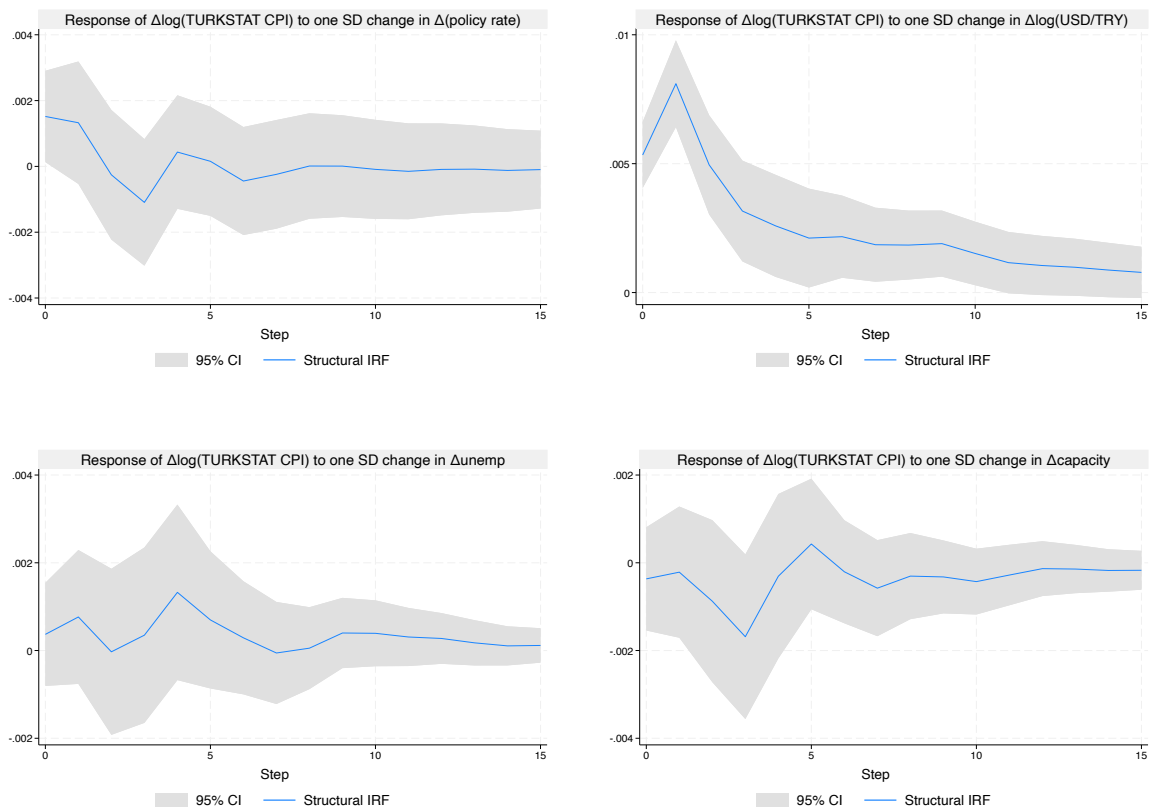 Response of Δlog(TURKSTAT CPI) to one SD change in Δ(policy rate)
.004
.002
0
-.002
-.004
0 5 10 15
Step
95% CI Structural IRF
Response of Δlog(TURKSTAT CPI) to one SD change in Δlog(USD/TRY)
.01
.005
0
0 5 10 15
Step
95% CI Structural IRF
Response of Δlog(TURKSTAT CPI) to one SD change in Δunemp
.004
.002
0
-.002
0 5 10 15
Step
95% CI Structural IRF
Response of Δlog(TURKSTAT CPI) to one SD change in Δcapacity
.002
0
-.002
-.004
0 5 10 15
Step
95% CI Structural IRF